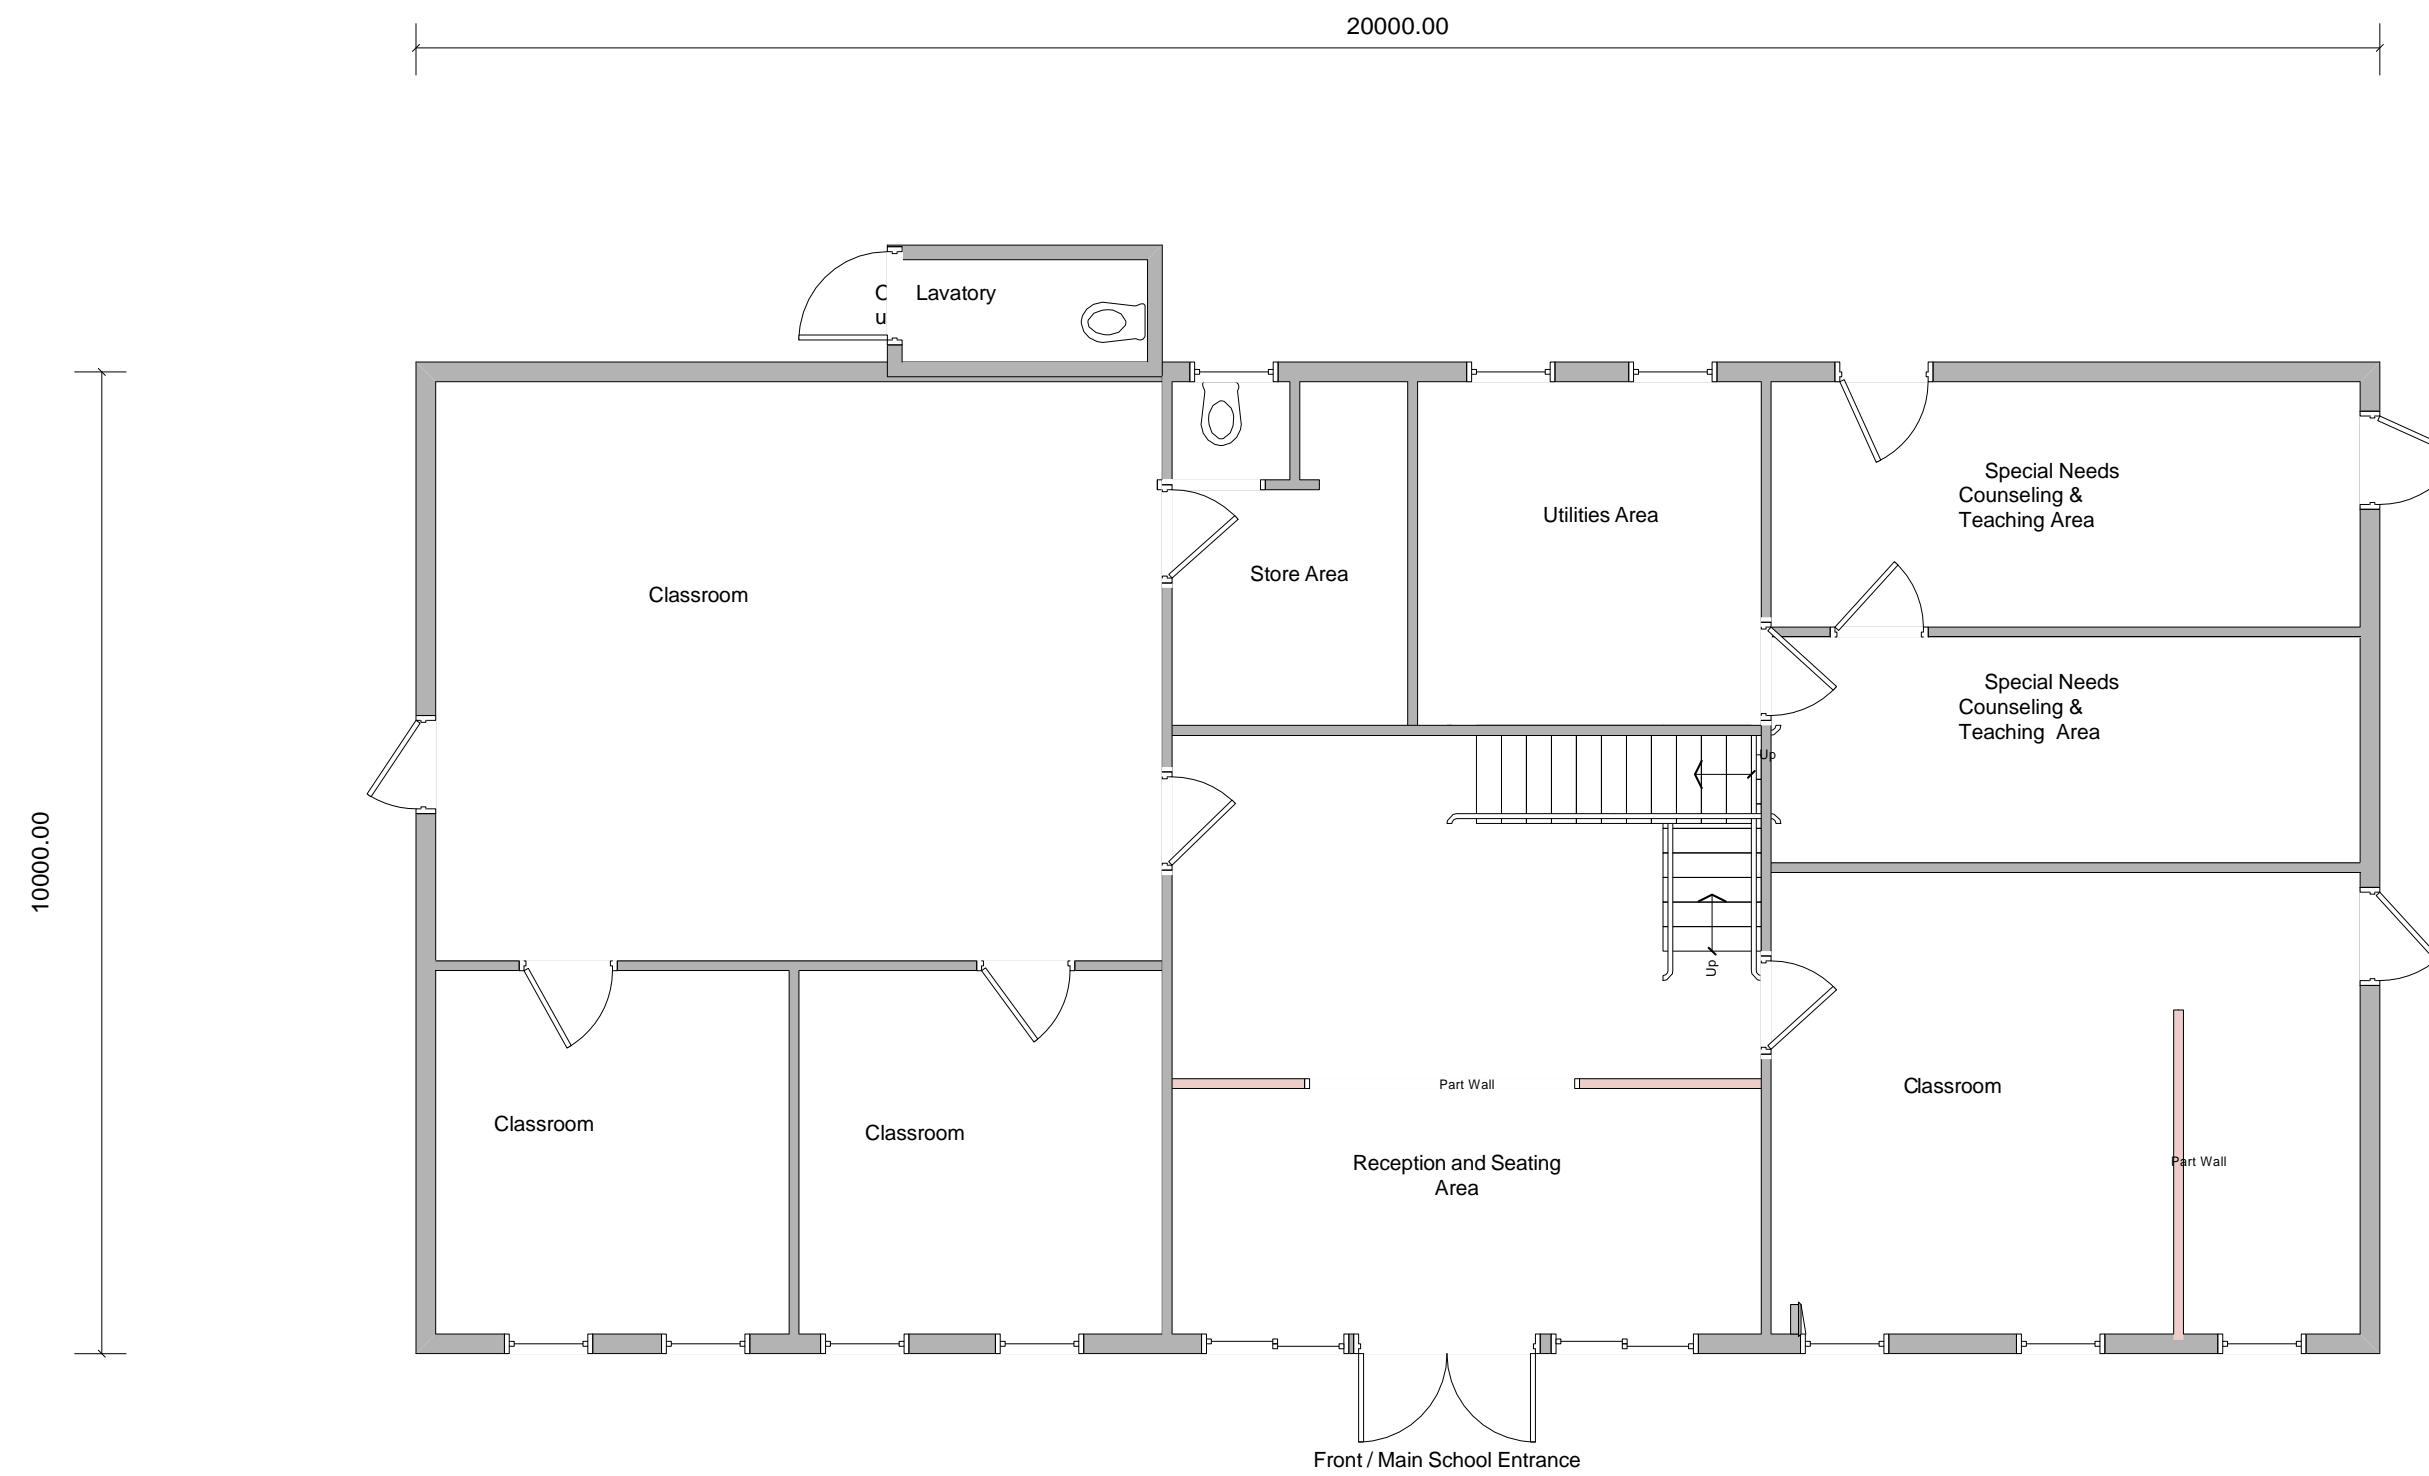 20000.00
C Lavatory
u
Special Needs
Counseling &
Teaching Area
Utilities Area
Store Area
Classroom
Special Needs
Counseling &
Teaching Area
Up
10000.00
Up
Part Wall
Classroom
Classroom
Classroom
Reception and Seating
Area
Part Wall
Front / Main School Entrance